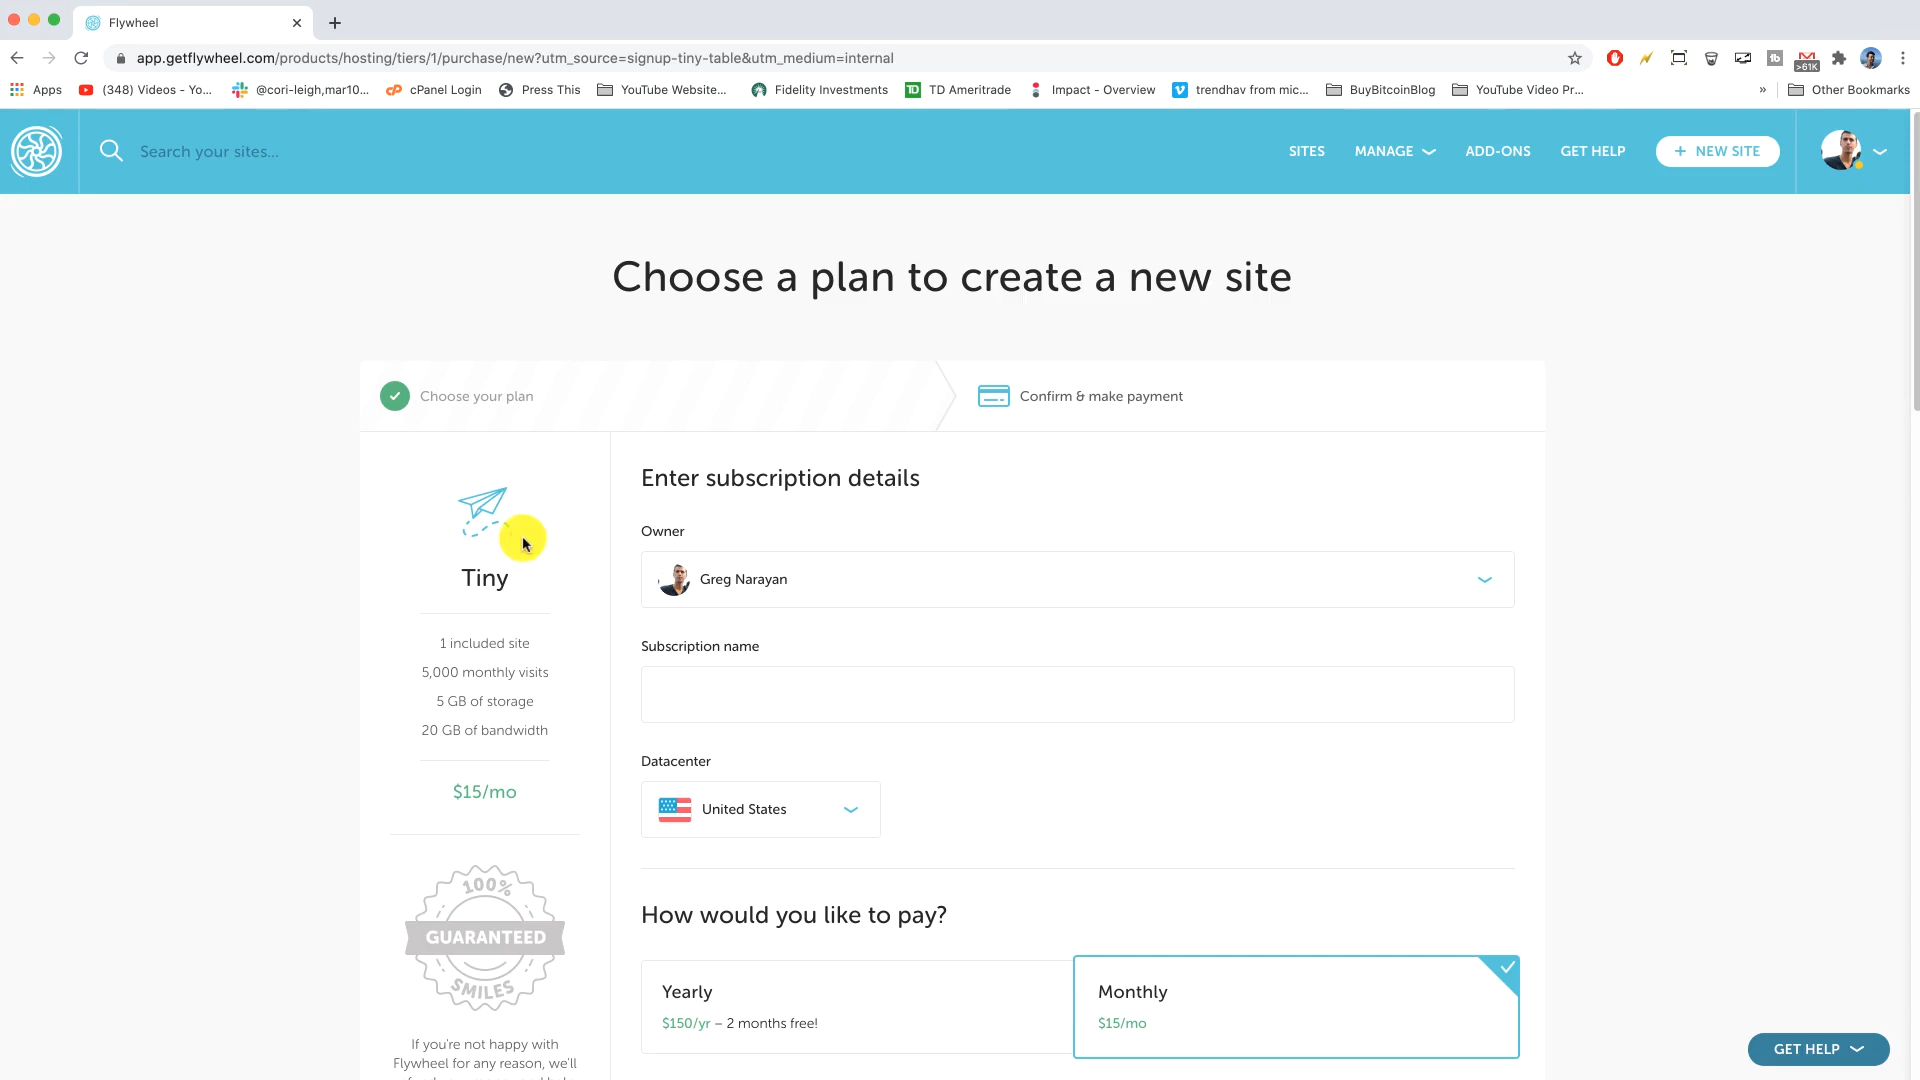 Flywheel
app.getflywheel.com/products/hosting/tiers/1/purchase/new?utm_source=signup-tiny-table&utm_medium=internal
>61K
Apps (348) Videos - Yo... @cori-leigh,mar10... cPanel Login Press This YouTube Website... Fidelity Investments TD Ameritrade Impact - Overview trendhav from mic... BuyBitcoinBlog YouTube Video Pr... » Other Bookmarks
Search your sites... SITES MANAGE ADD-ONS GET HELP + NEW SITE
Choose a plan to create a new site
Choose your plan Confirm & make payment
Tiny
1 included site
5,000 monthly visits
5 GB of storage
20 GB of bandwidth
$15/mo
100%
GUARANTEED
SMILES
If you're not happy with
Flywheel for any reason, we'll
Enter subscription details
Owner
Greg Narayan
Subscription name
Datacenter
United States
How would you like to pay?
Yearly
$150/yr – 2 months free!
Monthly
$15/mo
GET HELP